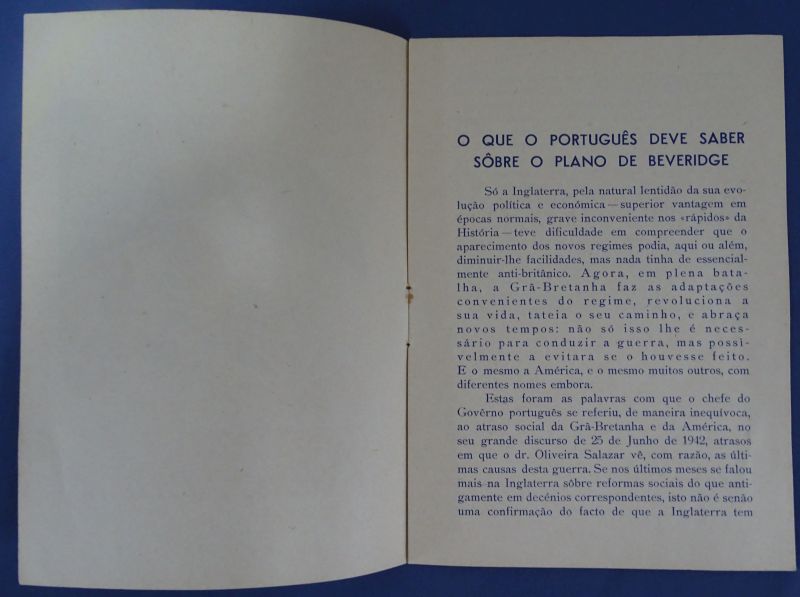 O QUE O PORTUGUÊS DEVE SABER
SÔBRE O PLANO DE BEVERIDGE
Só a Inglaterra, pela natural lentidão da sua evo-
lução política e económica — superior vantagem em
épocas normais, grave inconveniente nos «rápidos» da
História — teve dificuldade em compreender que o
aparecimento dos novos regimes podia, aqui ou além,
diminuir-lhe facilidades, mas nada tinha de essencial-
mente anti-britânico. Agora, em plena bata-
lha, a Grã-Bretanha faz as adaptações
convenientes do regime, revoluciona a
sua vida, tateia o seu caminho, e abraça
novos tempos: não só isso lhe é neces-
sário para conduzir a guerra, mas possi-
velmente a evitara se o houvesse feito.
E o mesmo a América, e o mesmo muitos outros, com
diferentes nomes embora.
Estas foram as palavras com que o chefe do
Govêrno português se referiu, de maneira inequívoca,
ao atraso social da Grã-Bretanha e da América, no
seu grande discurso de 25 de Junho de 1942, atrasos
em que o dr. Oliveira Salazar vê, com razão, as últi-
mas causas desta guerra. Se nos últimos meses se falou
mais na Inglaterra sôbre reformas sociais do que anti-
gamente em decénios correspondentes, isto não é senão
uma confirmação do facto de que a Inglaterra tem